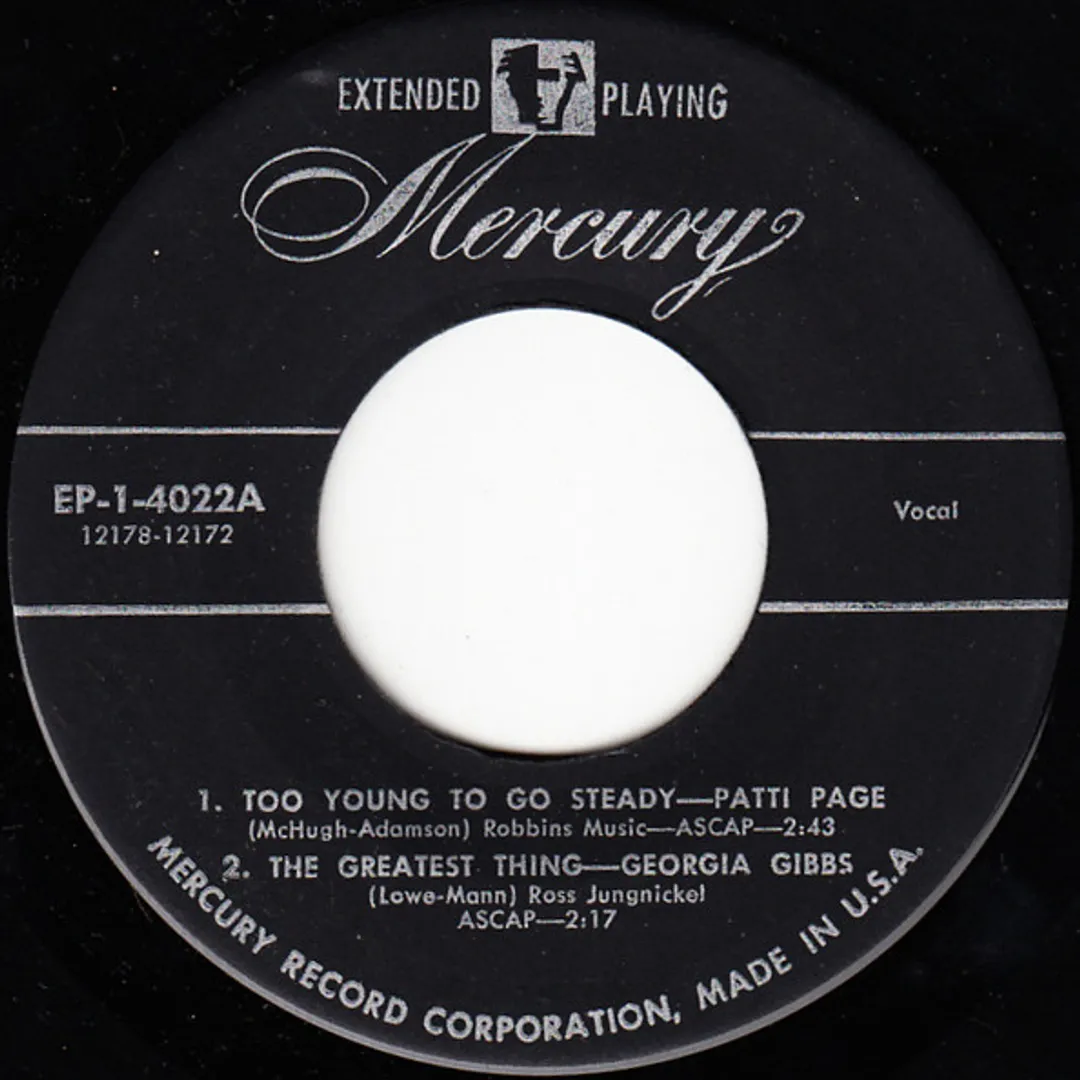 EXTENDED PLAYING
Mercury
EP-1-4022A
12178-12172
Vocal
1. TOO YOUNG TO GO STEADY—PATTI PAGE
(McHugh-Adamson) Robbins Music—ASCAP—2:43
2. THE GREATEST THING—GEORGIA GIBBS
(Lowe-Mann) Ross Jungnickel
ASCAP—2:17
MERCURY RECORD CORPORATION, MADE IN U.S.A.